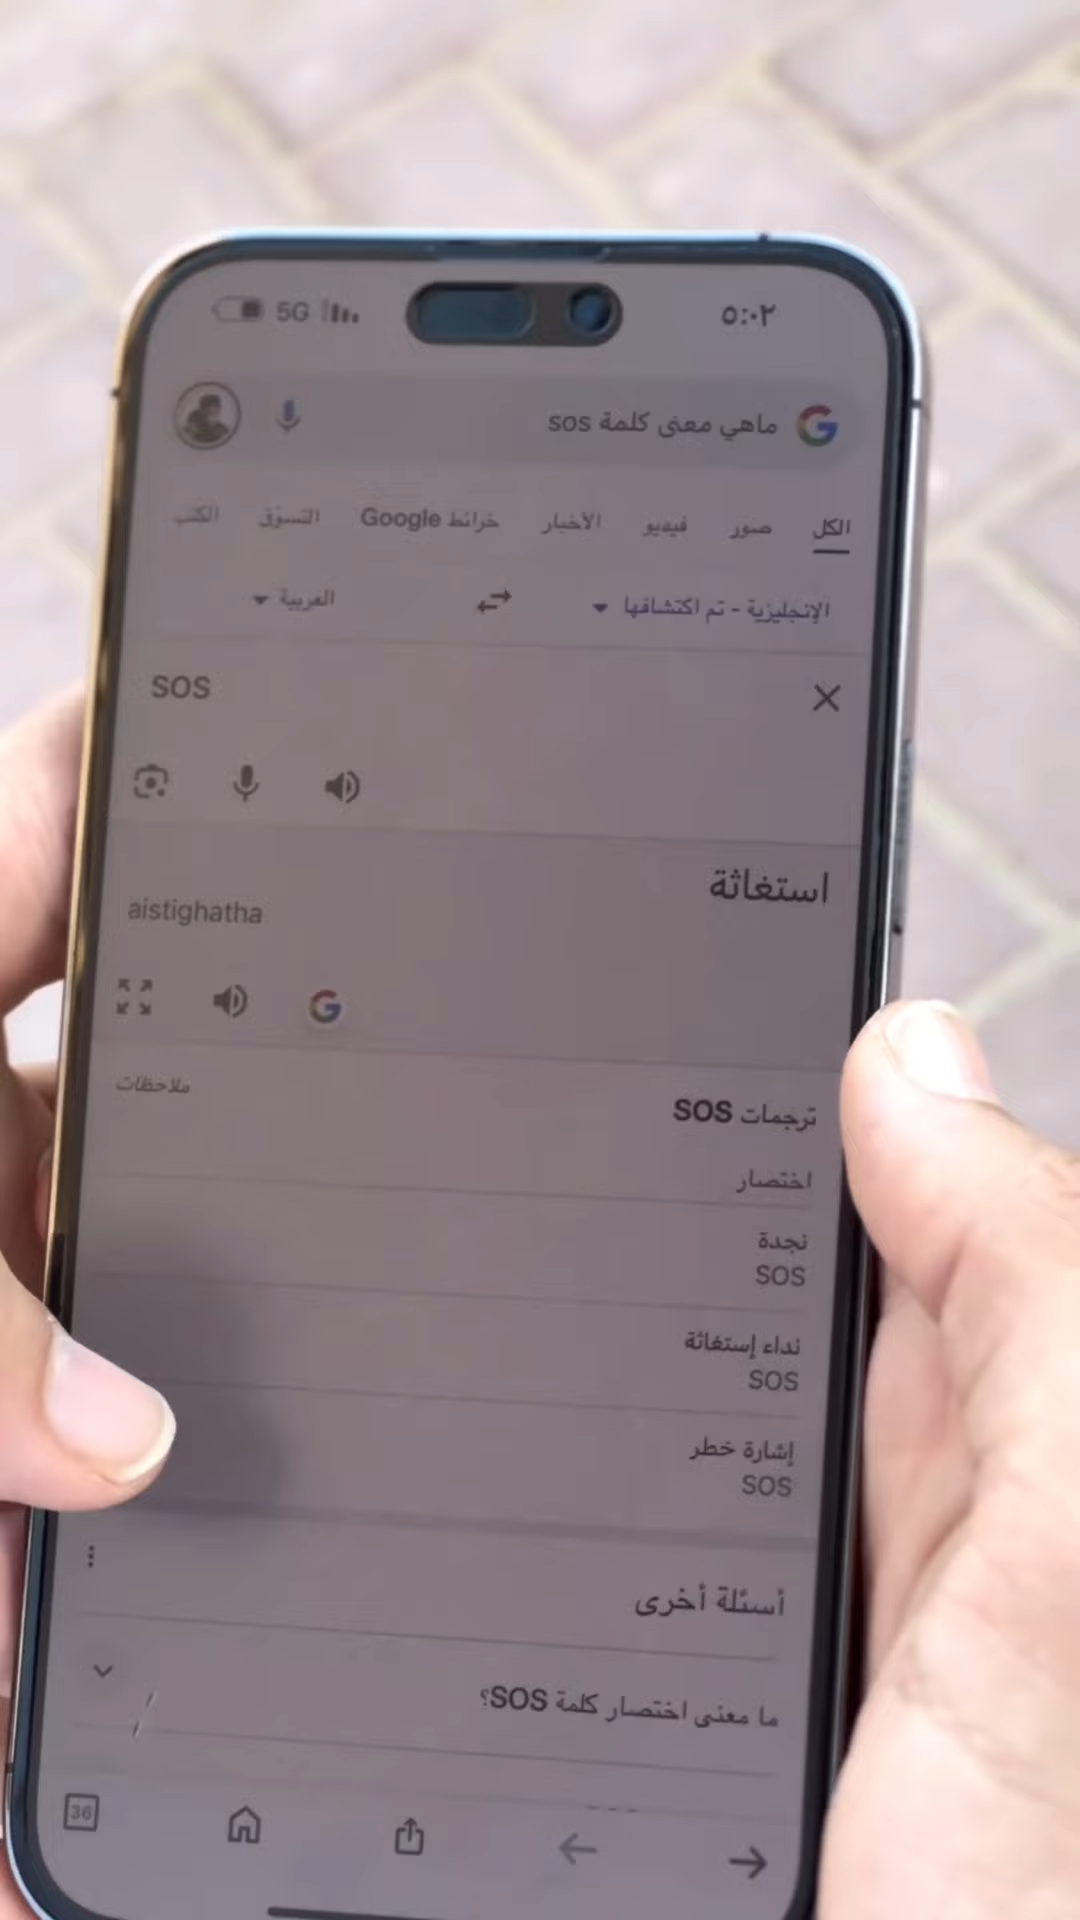 ٥:٠٢ 5G
ماهي معنى كلمة sos
الكل صور فيديو الأخبار خرائط Google التسوّق الكتب
الإنجليزية - تم اكتشافها العربية
SOS
استغاثة
aistighatha
ملاحظات
ترجمات SOS
اختصار
نجدة
SOS
نداء إستغاثة
SOS
إشارة خطر
SOS
أسئلة أخرى
ما معنى اختصار كلمة SOS؟
36